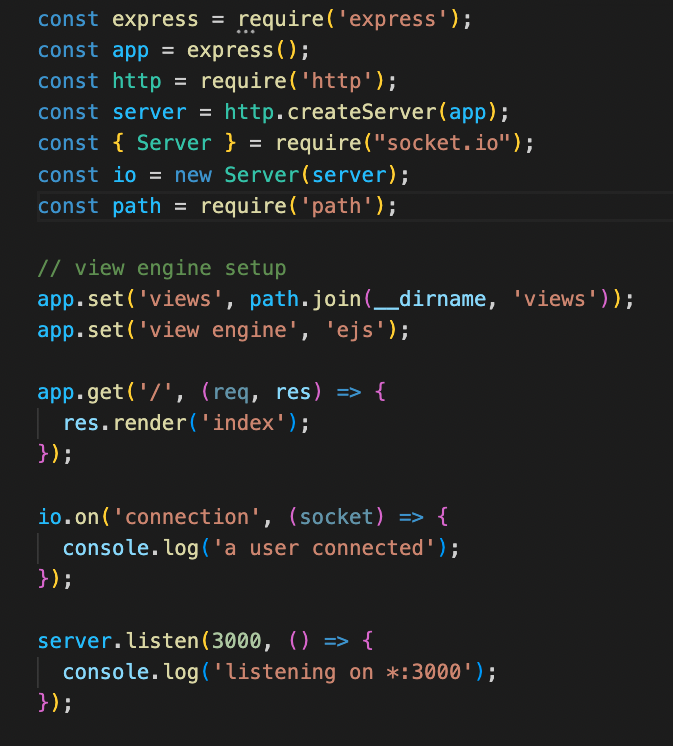 const express = require('express');
const app = express();
const http = require('http');
const server = http.createServer(app);
const { Server } = require("socket.io");
const io = new Server(server);
const path = require('path');
// view engine setup
app.set('views', path.join(__dirname, 'views'));
app.set('view engine', 'ejs');
app.get('/', (req, res) => {
  res.render('index');
});
io.on('connection', (socket) => {
  console.log('a user connected');
});
server.listen(3000, () => {
  console.log('listening on *:3000');
});